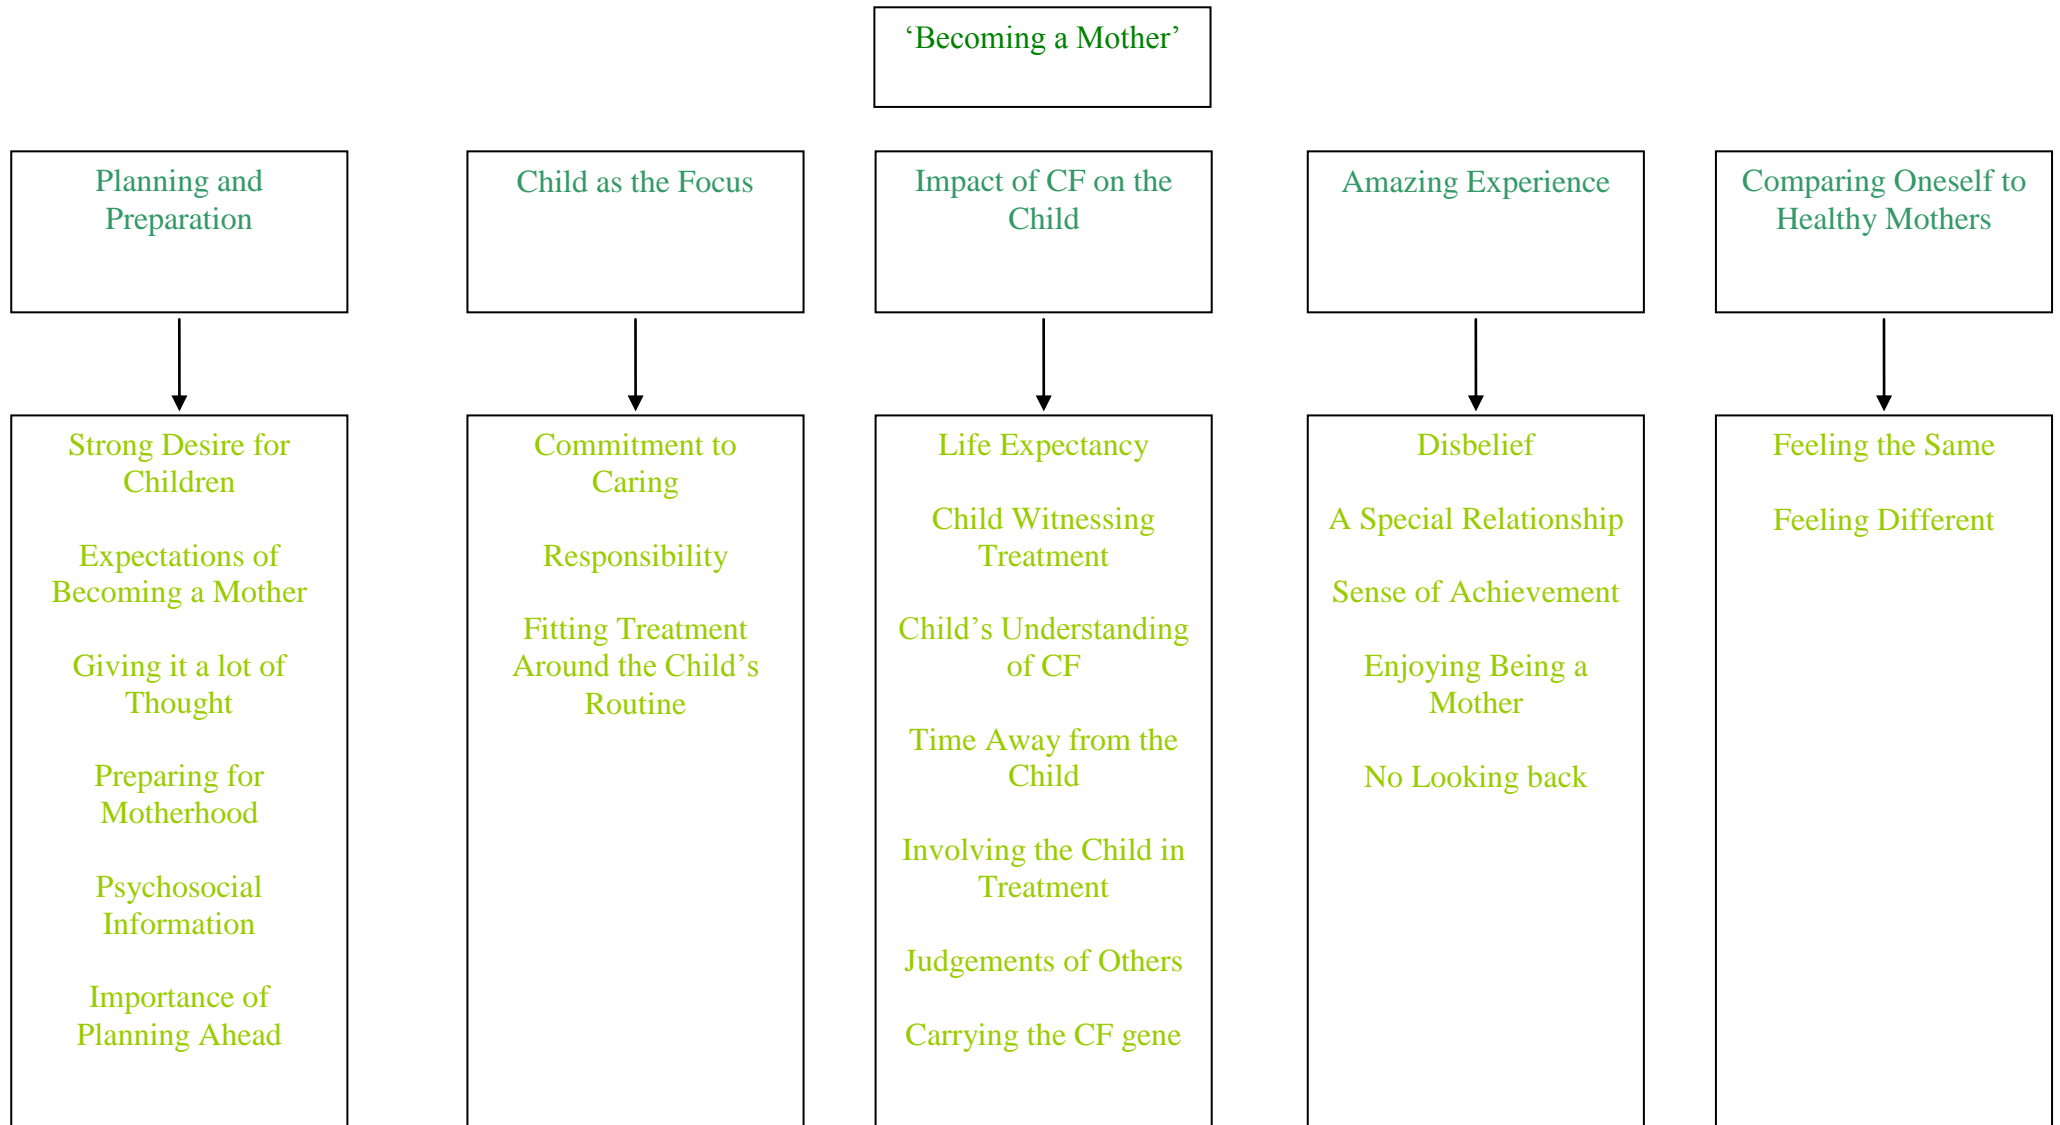 ‘Becoming a Mother’
Planning and
Preparation
Child as the Focus
Impact of CF on the
Child
Amazing Experience
Comparing Oneself to
Healthy Mothers
Strong Desire for
Children
Expectations of
Becoming a Mother
Giving it a lot of
Thought
Preparing for
Motherhood
Psychosocial
Information
Importance of
Planning Ahead
Commitment to
Caring
Responsibility
Fitting Treatment
Around the Child’s
Routine
Life Expectancy
Child Witnessing
Treatment
Child’s Understanding
of CF
Time Away from the
Child
Involving the Child in
Treatment
Judgements of Others
Carrying the CF gene
Disbelief
A Special Relationship
Sense of Achievement
Enjoying Being a
Mother
No Looking back
Feeling the Same
Feeling Different